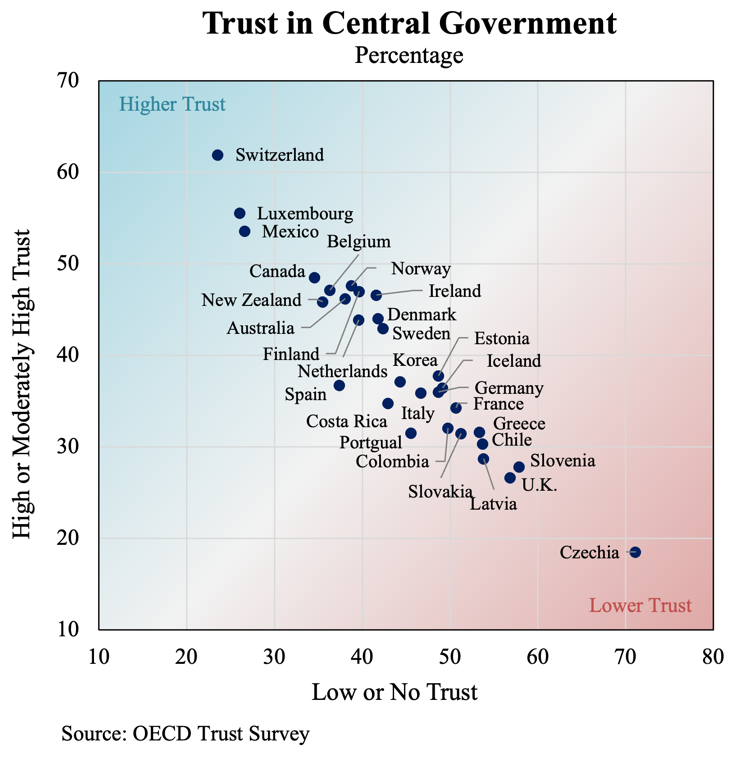 Trust in Central Government
Percentage
High or Moderately High Trust
70
60
50
40
30
20
10
Higher Trust
Switzerland
Luxembourg
Mexico
Belgium
Canada
Norway
New Zealand
Ireland
Australia
Denmark
Sweden
Finland
Estonia
Netherlands
Korea
Iceland
Spain
Germany
France
Costa Rica
Italy
Greece
Portgual
Chile
Colombia
Slovenia
Slovakia
U.K.
Latvia
Czechia
Lower Trust
10 20 30 40 50 60 70 80
Low or No Trust
Source: OECD Trust Survey